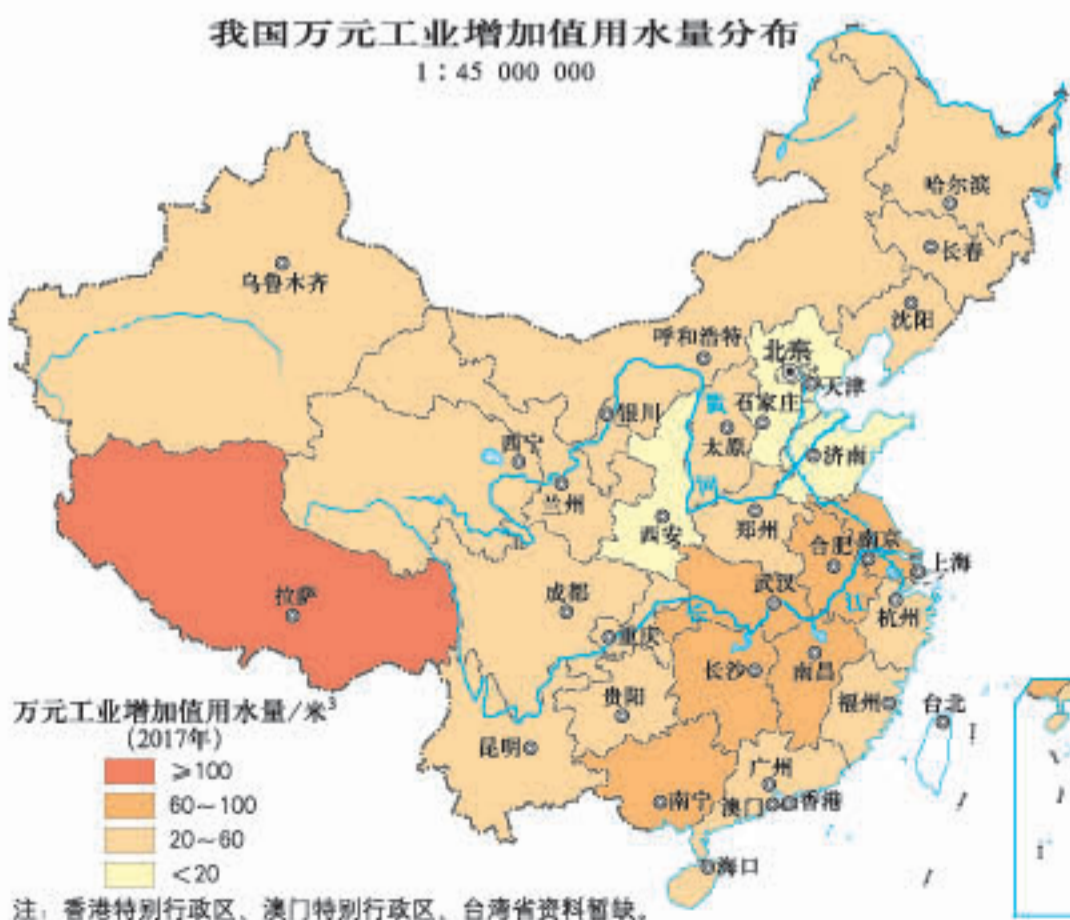 我国万元工业增加值用水量分布
1：45 000 000
哈尔滨
长春
乌鲁木齐
沈阳
呼和浩特
北京
天津
银川
黄
石家庄
太原
西宁
济南
兰州
河
郑州
西安
合肥
南京
上海
武汉
拉萨
成都
长
江
杭州
重庆
长沙
南昌
贵阳
福州
台北
万元工业增加值用水量/米³
(2017年)
昆明
≥100
广州
60～100
南宁
澳门
香港
20～60
海口
<20
注：香港特别行政区、澳门特别行政区、台湾省资料暂缺。